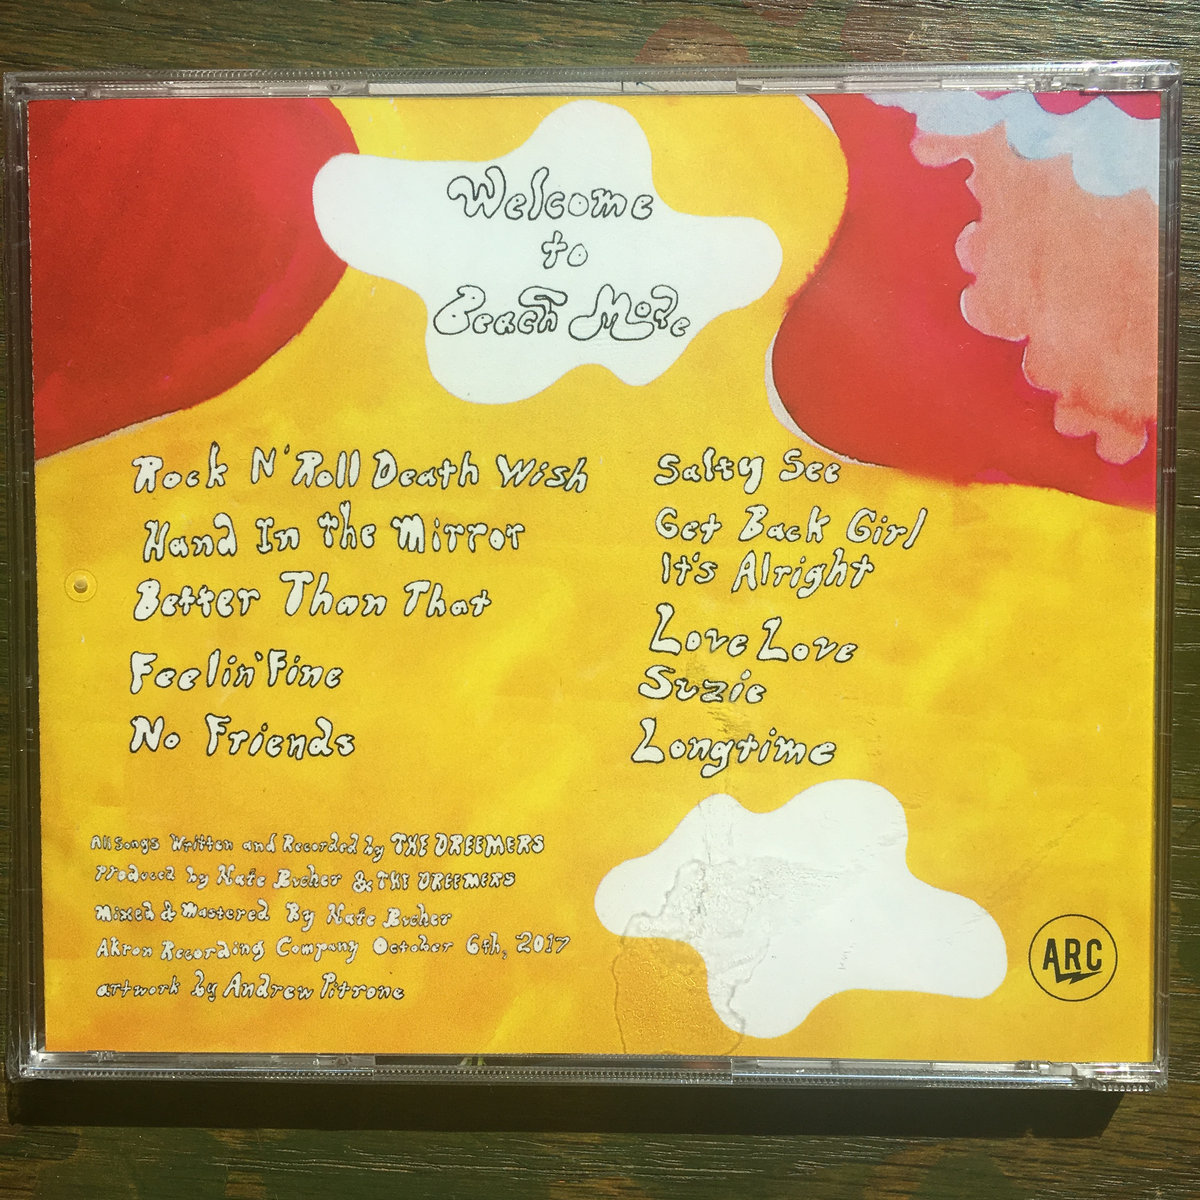 Welcome
to
Beach Mode
Rock N' Roll Death Wish
Hand In the Mirror
Better Than That
Feelin' Fine
No Friends
Salty See
Get Back Girl
It's Alright
Love Love
Suzie
Longtime
All Songs Written and Recorded by THE DREEMERS
Produced by Nate Bucher & THE DREEMERS
Mixed & Mastered By Nate Bucher
Akron Recording Company October 6th, 2017
artwork by Andrew Pitrone
ARC